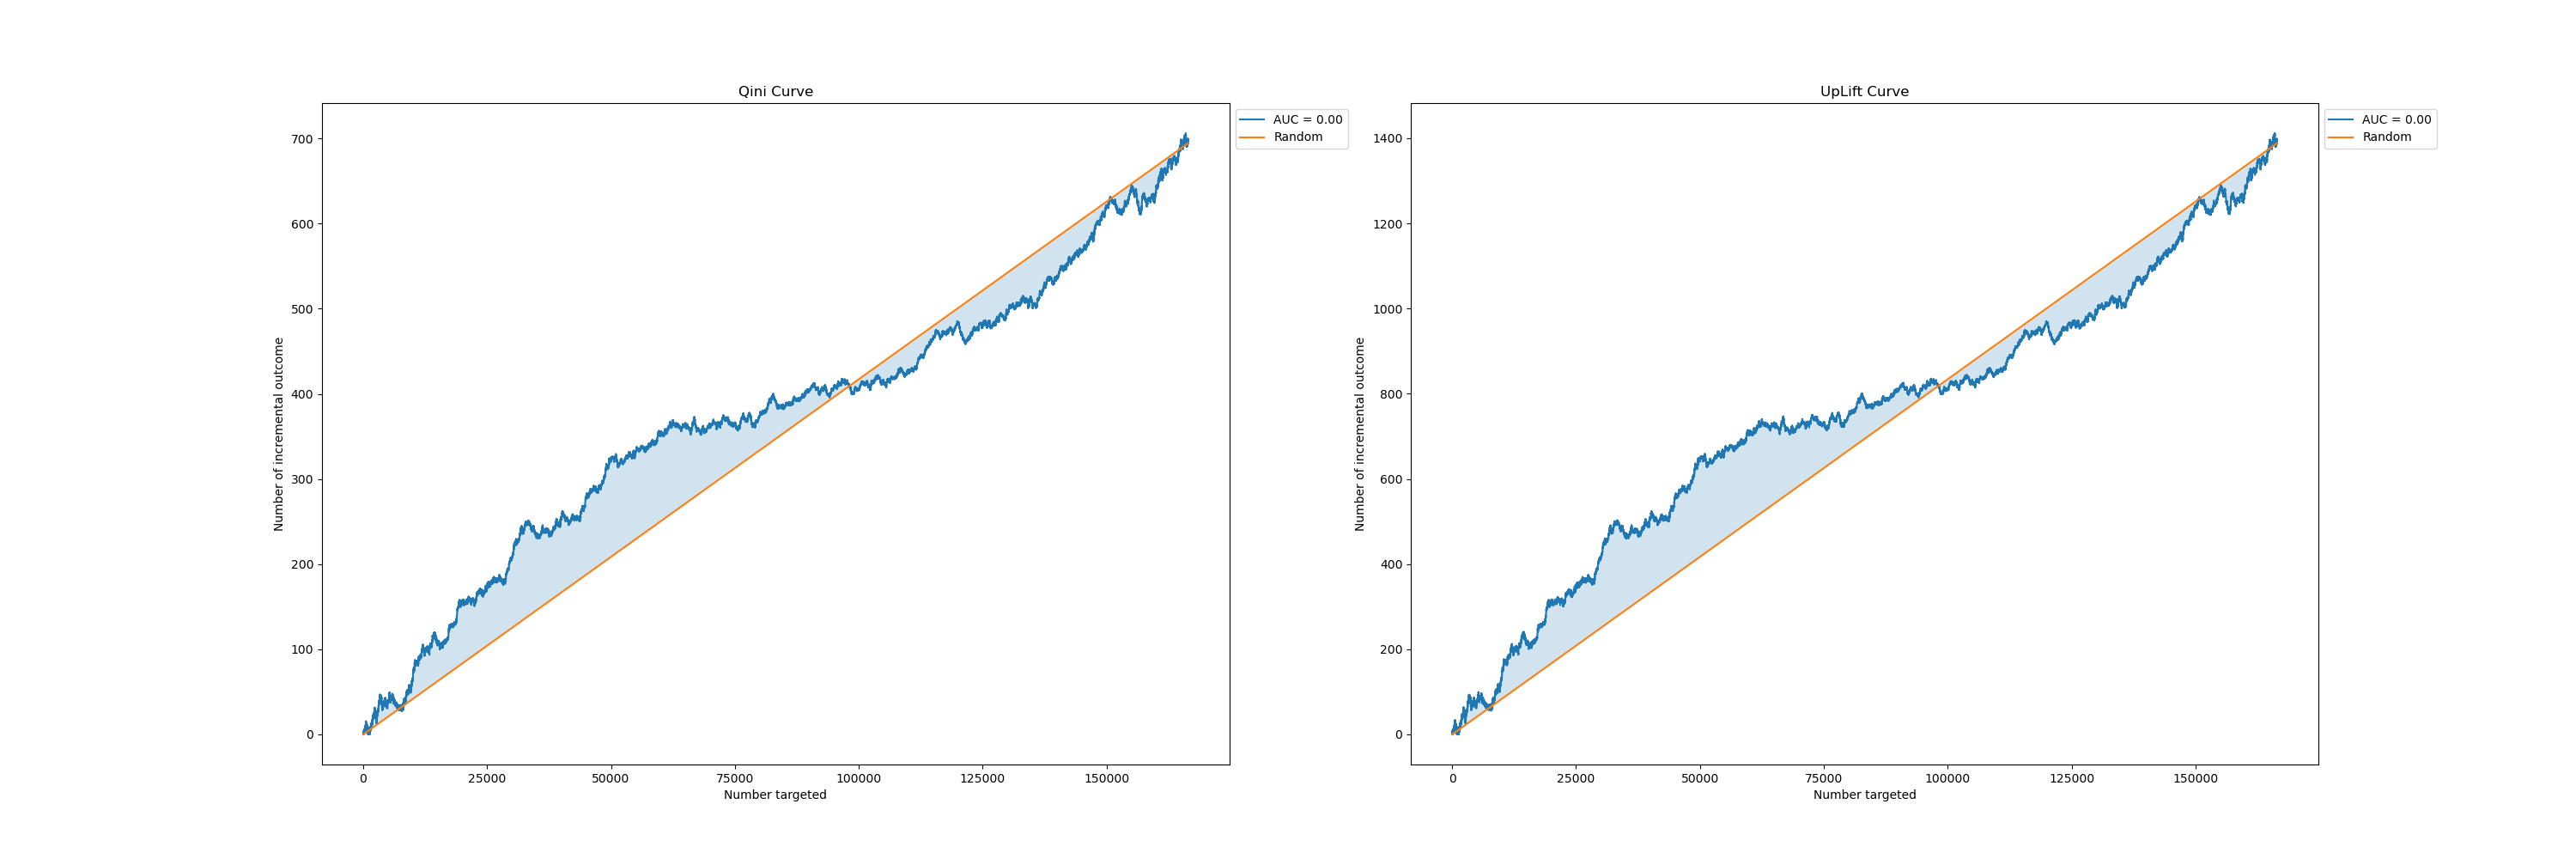 Qini Curve
AUC = 0.00
Random
700
600
500
400
300
200
100
0
Number of incremental outcome
0 25000 50000 75000 100000 125000 150000
Number targeted
UpLift Curve
AUC = 0.00
Random
1400
1200
1000
800
600
400
200
0
Number of incremental outcome
0 25000 50000 75000 100000 125000 150000
Number targeted